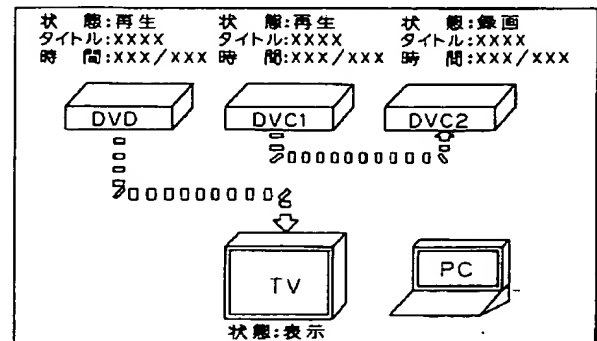 状 態:再生 状 態:再生 状 態:録画
タイトル:XXXX タイトル:XXXX タイトル:XXXX
時 間:XXX/XXX 時 間:XXX/XXX 時 間:XXX/XXX
DVD DVC1 DVC2
TV PC
状態:表示